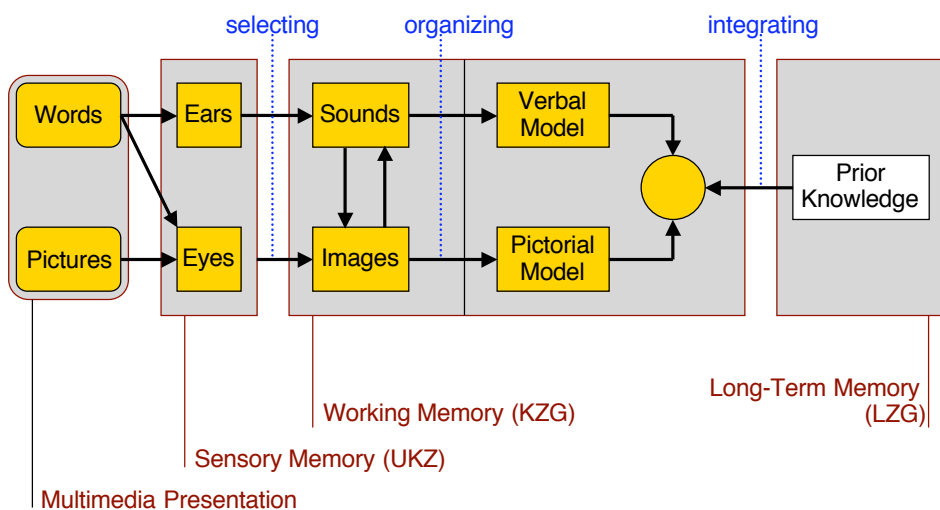 selecting
organizing
integrating
Words
Ears
Sounds
Verbal
Model
Prior
Knowledge
Pictures
Eyes
Images
Pictorial
Model
Long-Term Memory
(LZG)
Working Memory (KZG)
Sensory Memory (UKZ)
Multimedia Presentation